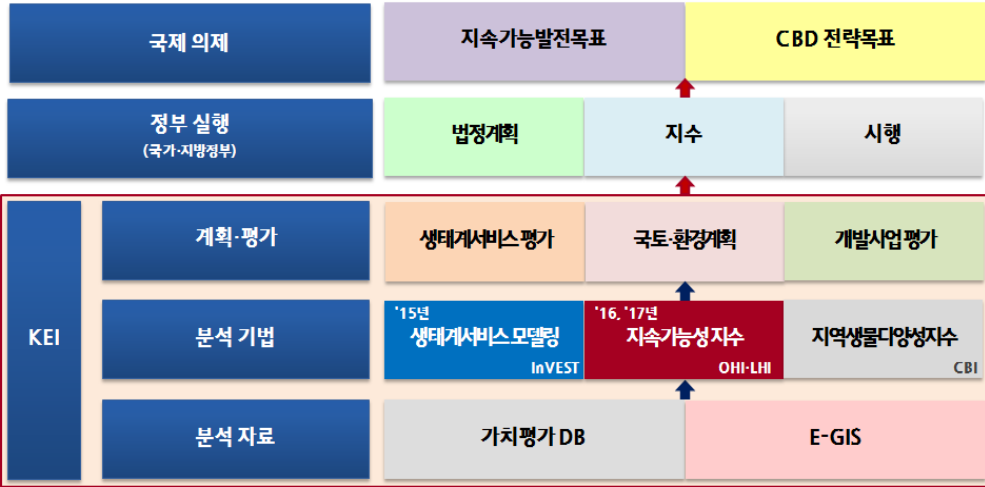 국제 의제
지속가능발전목표
CBD 전략목표
정부 실행
(국가·지방정부)
법정계획
지수
시행
KEI
계획·평가
생태계서비스 평가
국토·환경계획
개발사업 평가
분석 기법
'15년
생태계서비스 모델링
InVEST
'16, '17년
지속가능성 지수
OHI·LHI
지역생물다양성지수
CBI
분석 자료
가치평가 DB
E-GIS